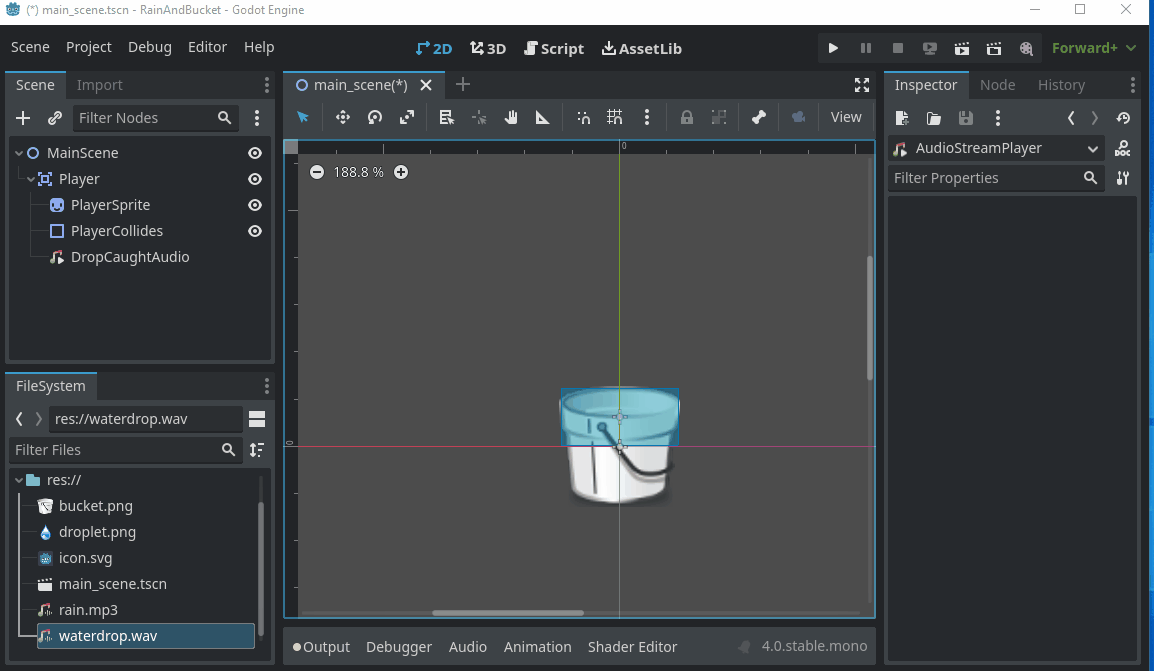 (*) main_scene.tscn - RainAndBucket - Godot Engine
Scene Project Debug Editor Help
2D 3D Script AssetLib
Forward+
Scene Import
main_scene(*)
Inspector Node History
Filter Nodes
View
AudioStreamPlayer
Filter Properties
MainScene
Player
PlayerSprite
PlayerCollides
DropCaughtAudio
0
188.8 %
0
FileSystem
res://waterdrop.wav
Filter Files
res://
bucket.png
droplet.png
icon.svg
main_scene.tscn
rain.mp3
waterdrop.wav
Output Debugger Audio Animation Shader Editor 4.0.stable.mono